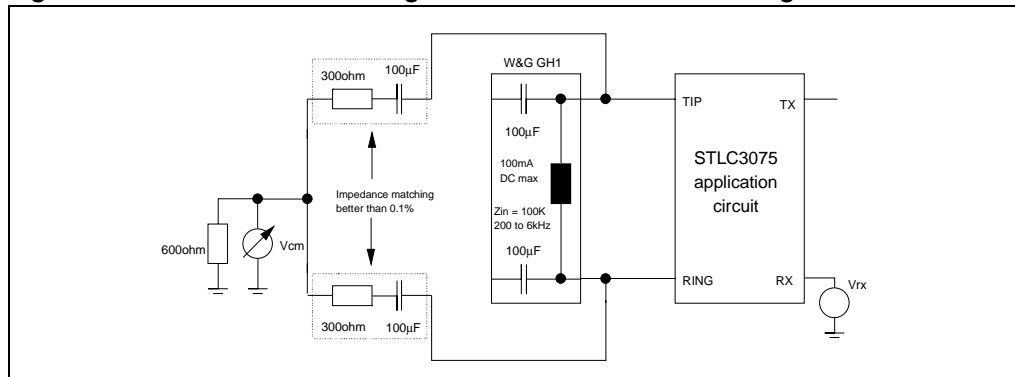 300ohm
100μF
W&G GH1
100μF
TIP
TX
STLC3075
application
circuit
100mA
DC max
Impedance matching
better than 0.1%
Zin = 100K
200 to 6kHz
600ohm
Vcm
100μF
RING
RX
Vrx
300ohm
100μF